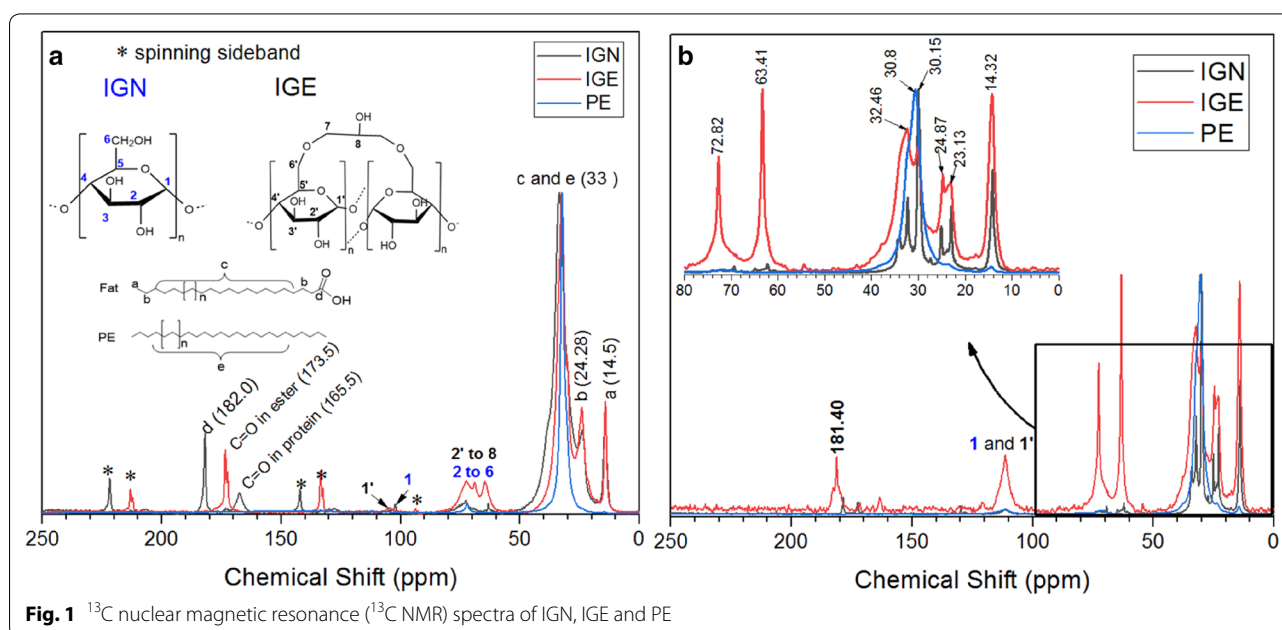 a
* spinning sideband
IGN
IGE
PE
IGN
IGE
6
CH₂OH
5
O
4
OH
1
3
2
OH
n
OH
7
8
O
O
6'
5'
O
4'
OH
1'
O
2'
3'
OH
n
O
OH
OH
n
c and e (33 )
c
Fat
a
b
n
b
d
O
OH
PE
n
e
d (182.0)
C=O in ester (173.5)
C=O in protein (165.5)
b (24.28)
a (14.5)
2' to 8
2 to 6
1'
1
* * * * *
250 200 150 100 50 0
Chemical Shift (ppm)
b
IGN
IGE
PE
72.82
63.41
32.46
30.8
30.15
24.87
23.13
14.32
80 70 60 50 40 30 20 10 0
181.40
1 and 1'
250 200 150 100 50 0
Chemical Shift (ppm)
Fig. 1 ¹³C nuclear magnetic resonance (¹³C NMR) spectra of IGN, IGE and PE